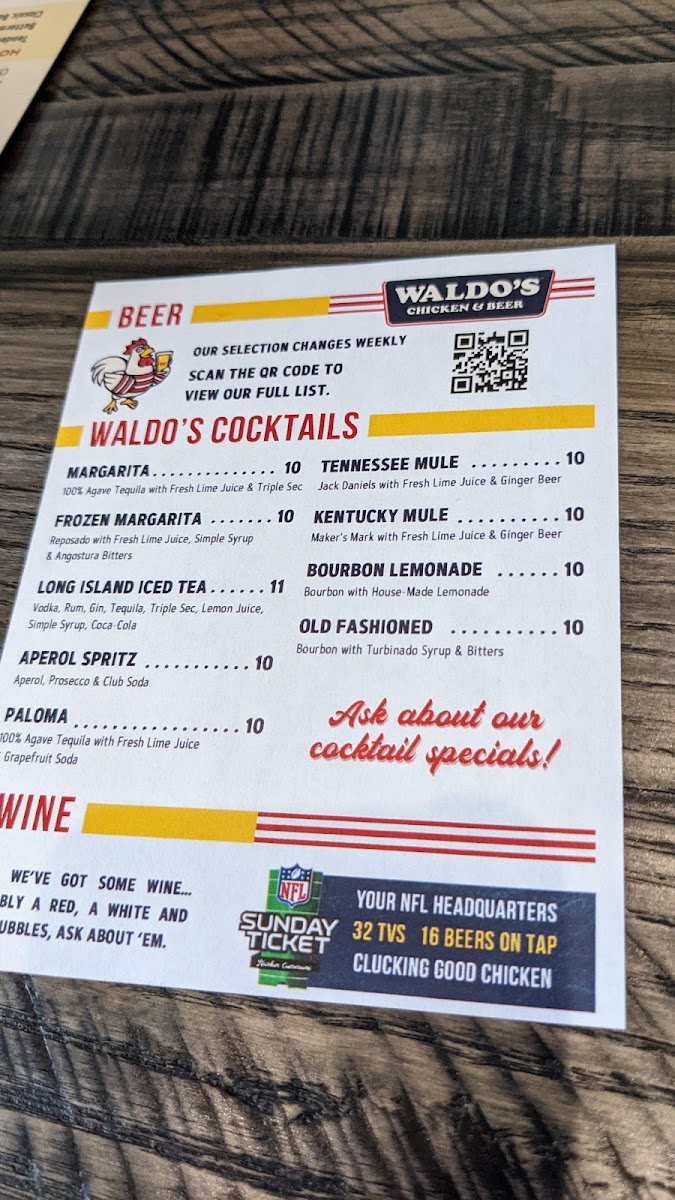 HO
Tende
Butterm
Classic Bu
BEER
WALDO'S
CHICKEN & BEER
OUR SELECTION CHANGES WEEKLY
SCAN THE QR CODE TO
VIEW OUR FULL LIST.
WALDO'S COCKTAILS
MARGARITA.............. 10
100% Agave Tequila with Fresh Lime Juice & Triple Sec
FROZEN MARGARITA ....... 10
Reposado with Fresh Lime Juice, Simple Syrup
& Angostura Bitters
LONG ISLAND ICED TEA...... 11
Vodka, Rum, Gin, Tequila, Triple Sec, Lemon Juice,
Simple Syrup, Coca-Cola
APEROL SPRITZ ........... 10
Aperol, Prosecco & Club Soda
PALOMA ................. 10
100% Agave Tequila with Fresh Lime Juice
Grapefruit Soda
TENNESSEE MULE ......... 10
Jack Daniels with Fresh Lime Juice & Ginger Beer
KENTUCKY MULE .......... 10
Maker's Mark with Fresh Lime Juice & Ginger Beer
BOURBON LEMONADE ...... 10
Bourbon with House-Made Lemonade
OLD FASHIONED .......... 10
Bourbon with Turbinado Syrup & Bitters
Ask about our
cocktail specials!
WINE
WE'VE GOT SOME WINE...
BLY A RED, A WHITE AND
UBBLES, ASK ABOUT 'EM.
NFL
SUNDAY
TICKET
YOUR NFL HEADQUARTERS
32 TVS 16 BEERS ON TAP
CLUCKING GOOD CHICKEN